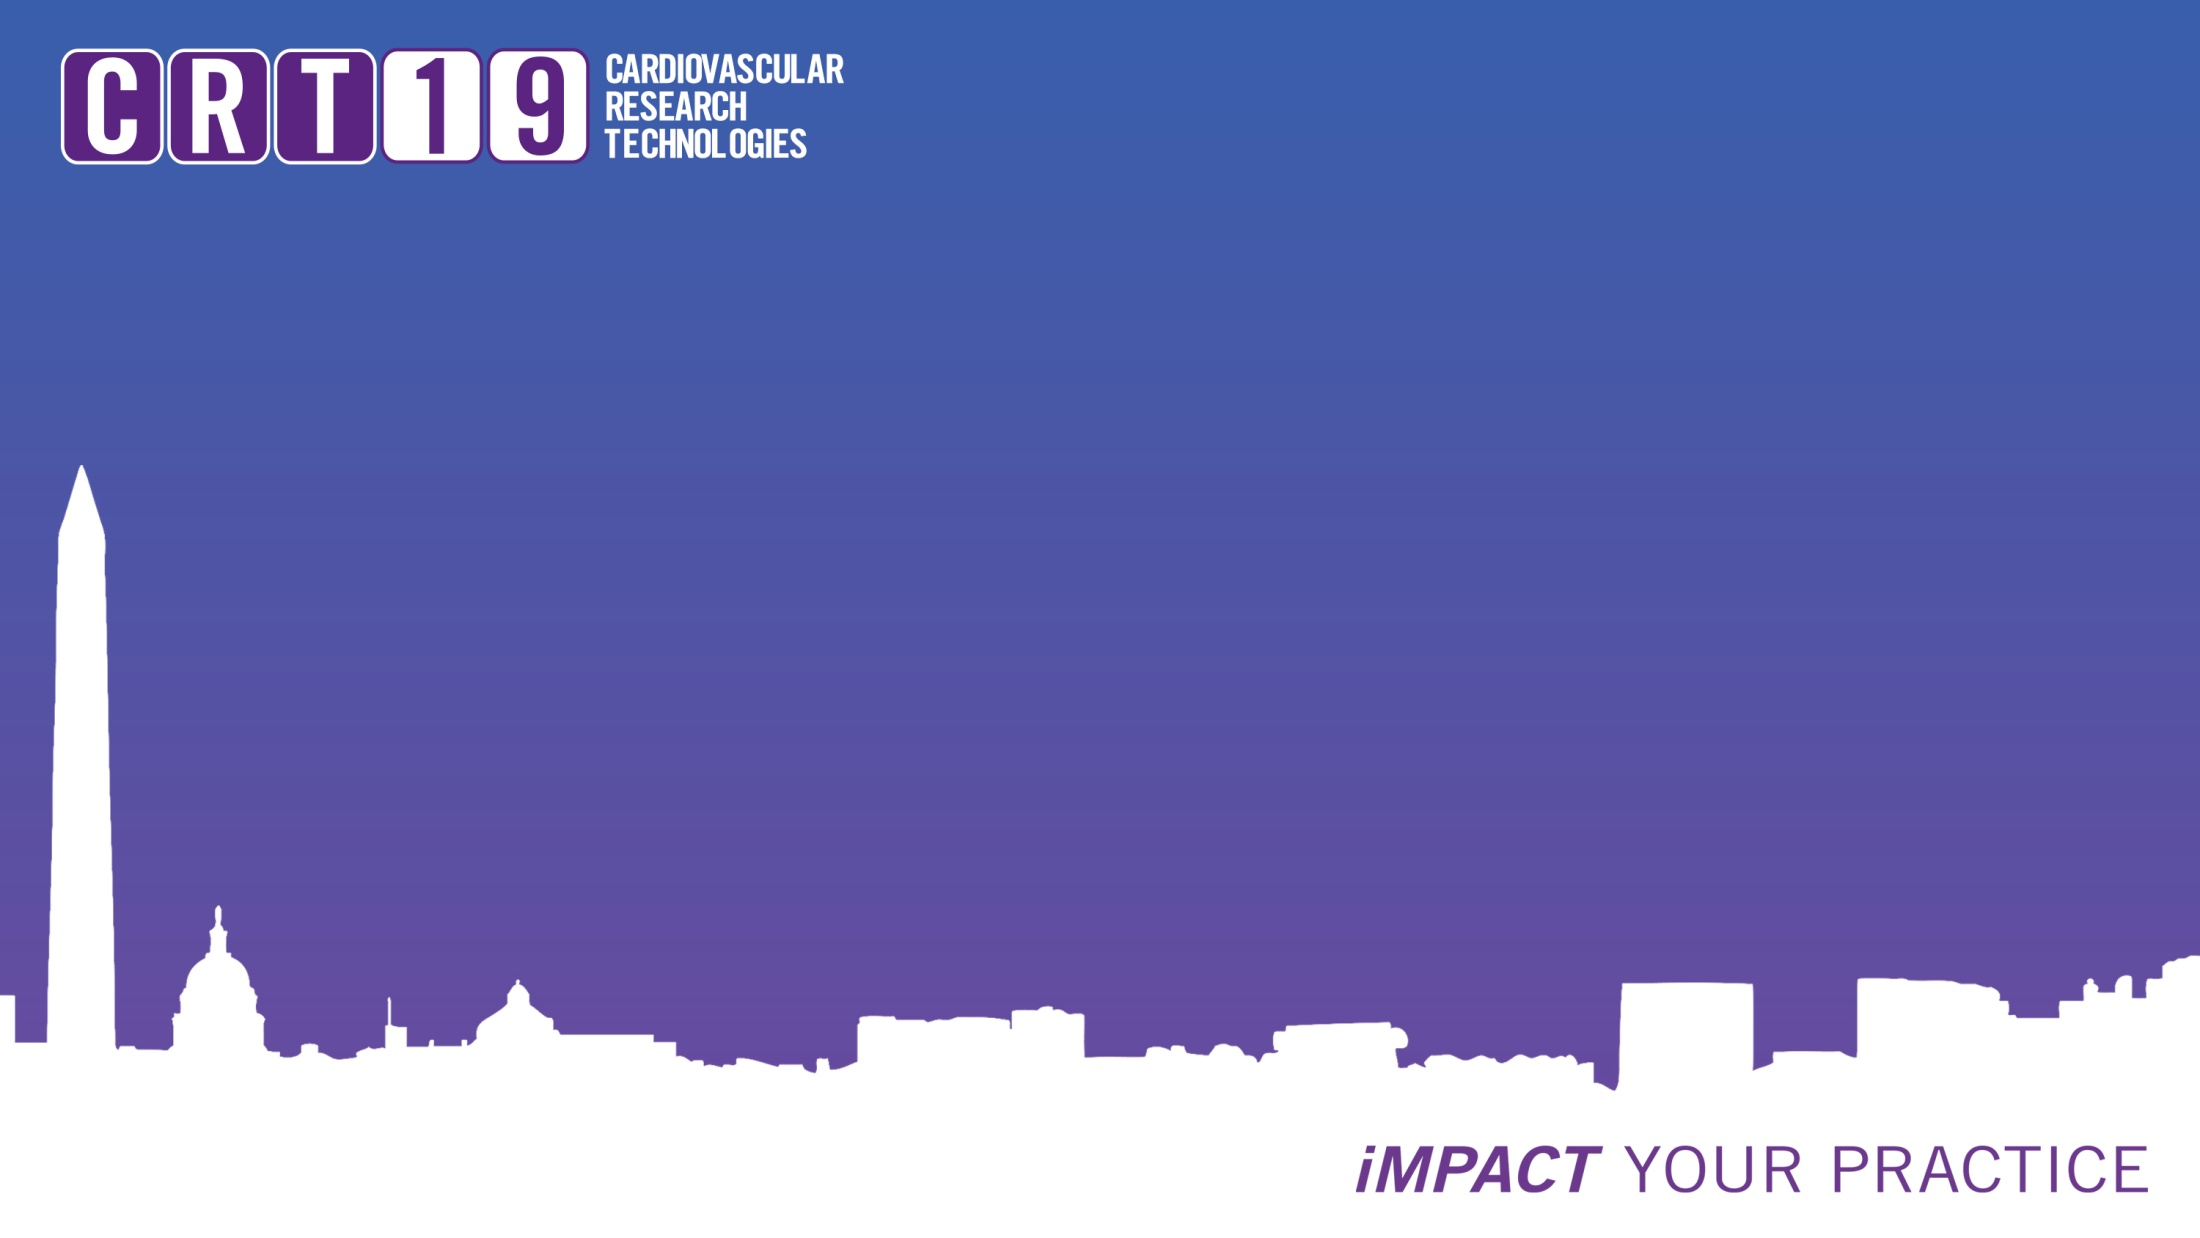 CRT19
CARDIOVASCULAR
RESEARCH
TECHNOLOGIES
iMPACT YOUR PRACTICE